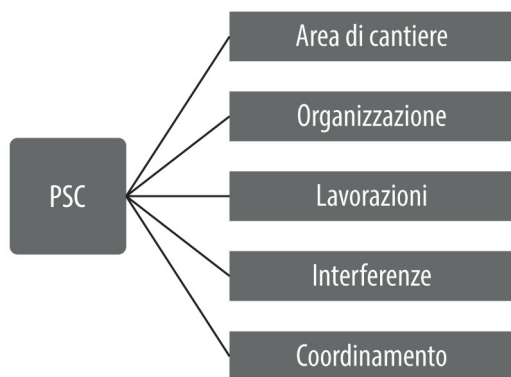 Area di cantiere
Organizzazione
PSC
Lavorazioni
Interferenze
Coordinamento